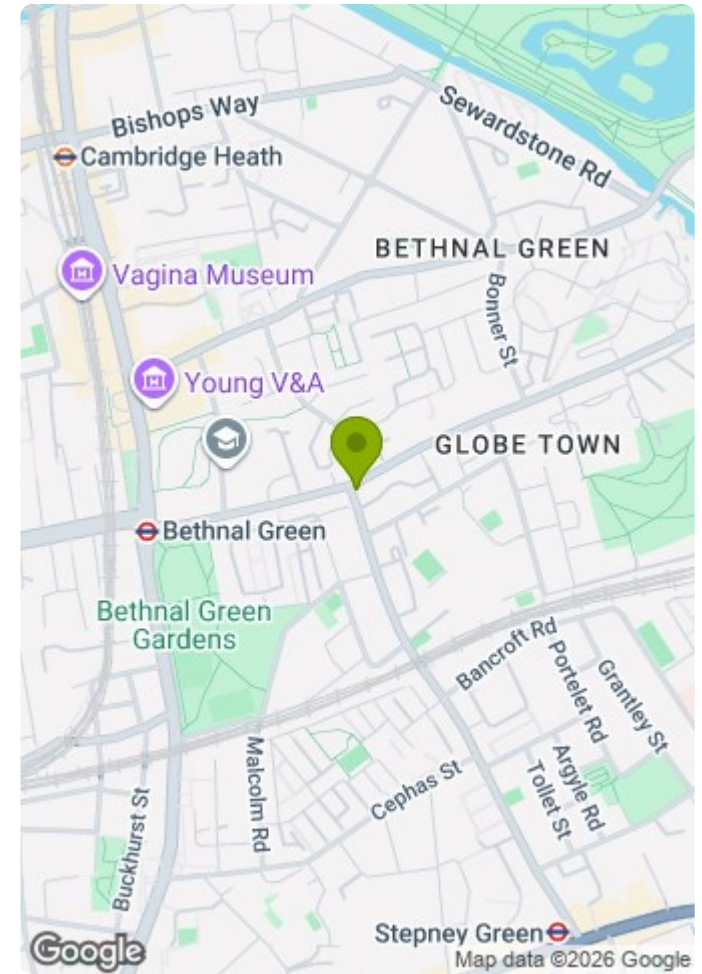 Bishops Way
Sewardstone Rd
Cambridge Heath
BETHNAL GREEN
Vagina Museum
Bonner St
Young V&A
GLOBE TOWN
Bethnal Green
Bethnal Green
Gardens
Bancroft Rd
Portelet Rd
Grantley St
Malcolm Rd
Argyle Rd
Tollet St
Cephas St
Buckhurst St
Stepney Green
Google
Map data ©2026 Google